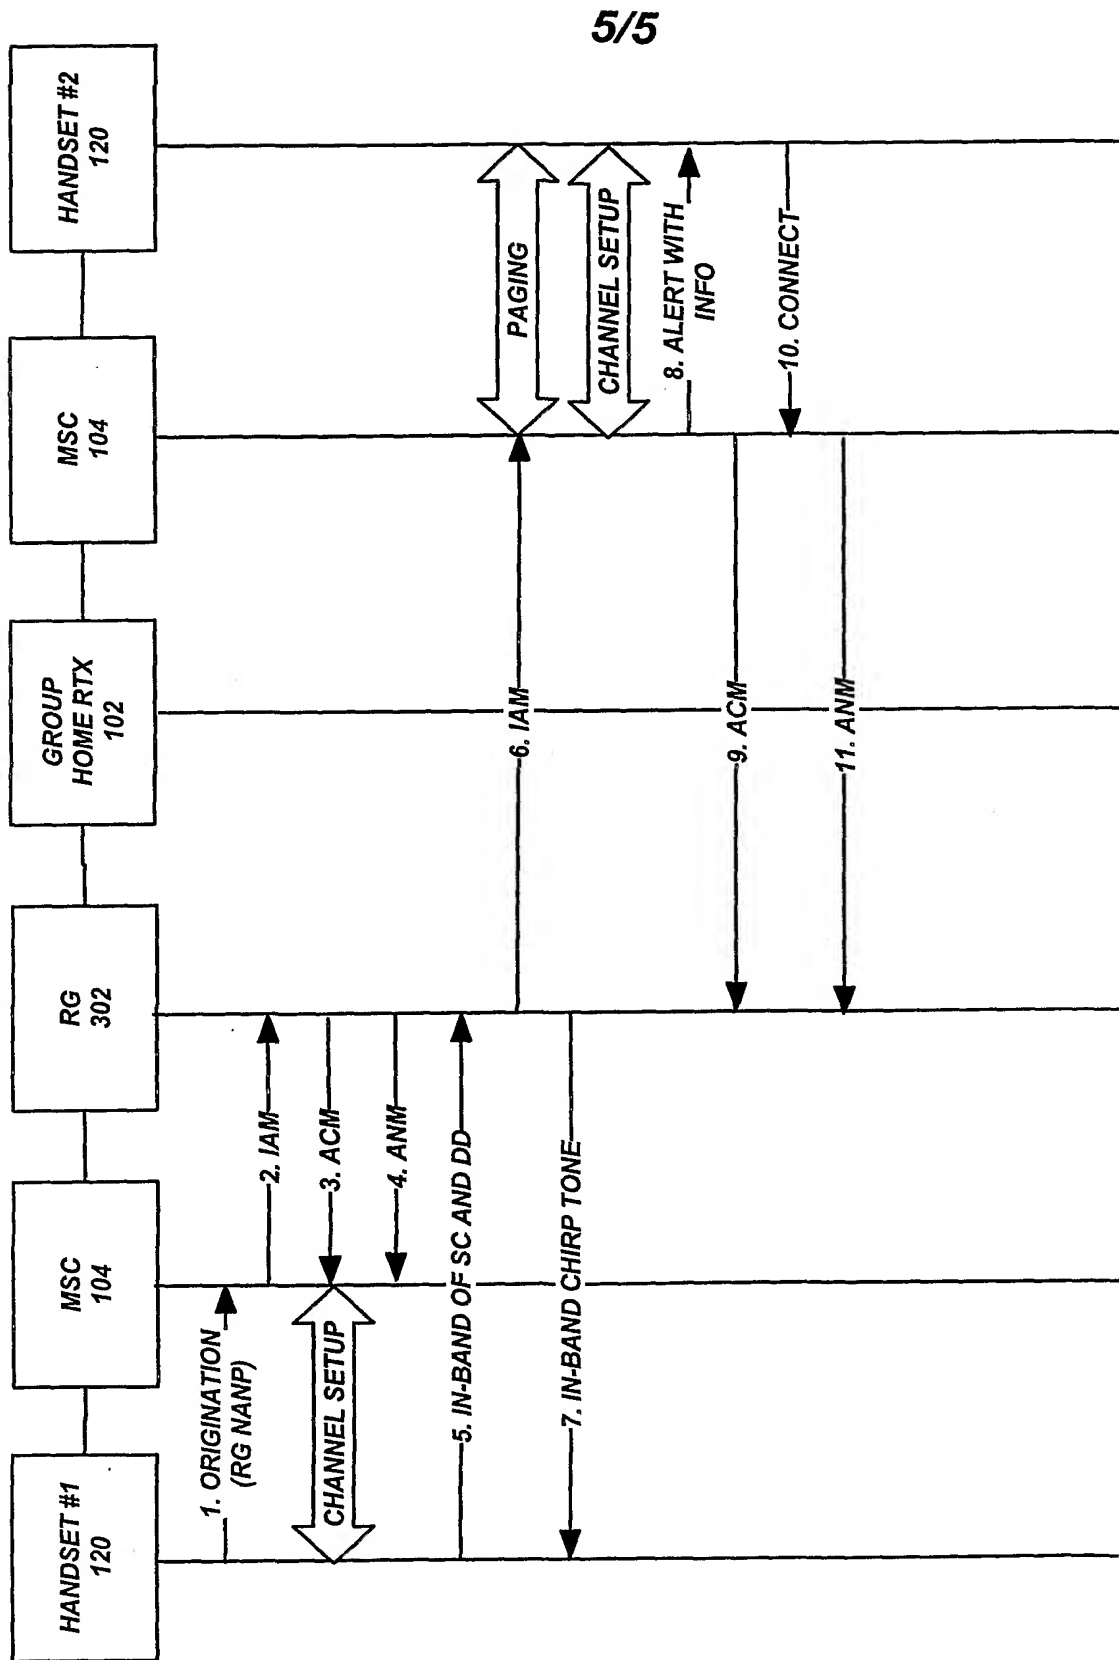 5/5
HANDSET #1
120
MSC
104
RG
302
GROUP
HOME RTX
102
MSC
104
HANDSET #2
120
1. ORIGINATION
(RG NANP)
2. IAM
CHANNEL SETUP
3. ACM
4. ANM
5. IN-BAND OF SC AND DD
6. IAM
PAGING
7. IN-BAND CHIRP TONE
CHANNEL SETUP
8. ALERT WITH
INFO
9. ACM
10. CONNECT
11. ANM